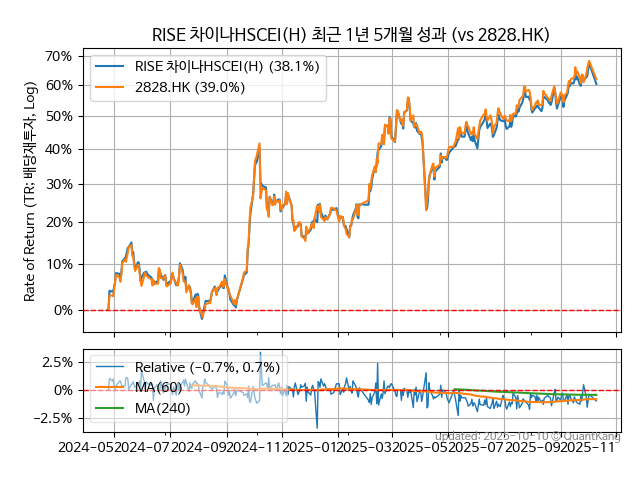 RISE 차이나HSCEI(H) 최근 1년 5개월 성과 (vs 2828.HK)
Rate of Return (TR: 배당재투자, Log)
70%
60%
50%
40%
30%
20%
10%
0%
RISE 차이나HSCEI(H) (38.1%)
2828.HK (39.0%)
2.5%
0%
−2.5%
Relative (−0.7%, 0.7%)
MA(60)
MA(240)
2024-05 2024-07 2024-09 2024-11 2025-01 2025-03 2025-05 2025-07 2025-09 2025-11
updated: 2025-10-10 © QuantKang